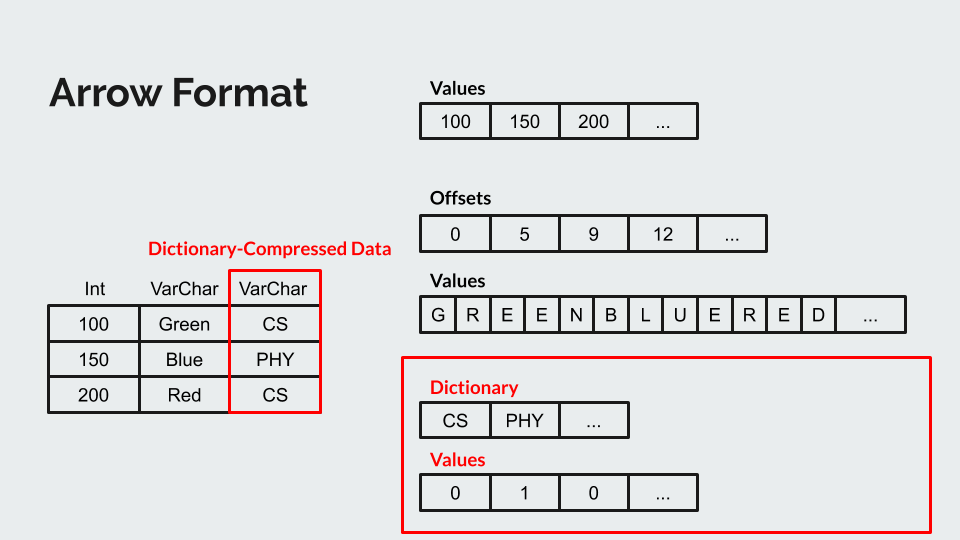 Arrow Format
Dictionary-Compressed Data
Int VarChar VarChar
100 Green CS
150 Blue PHY
200 Red CS
Values
100 150 200 ...
Offsets
0 5 9 12 ...
Values
G R E E N B L U E R E D ...
Dictionary
CS PHY ...
Values
0 1 0 ...